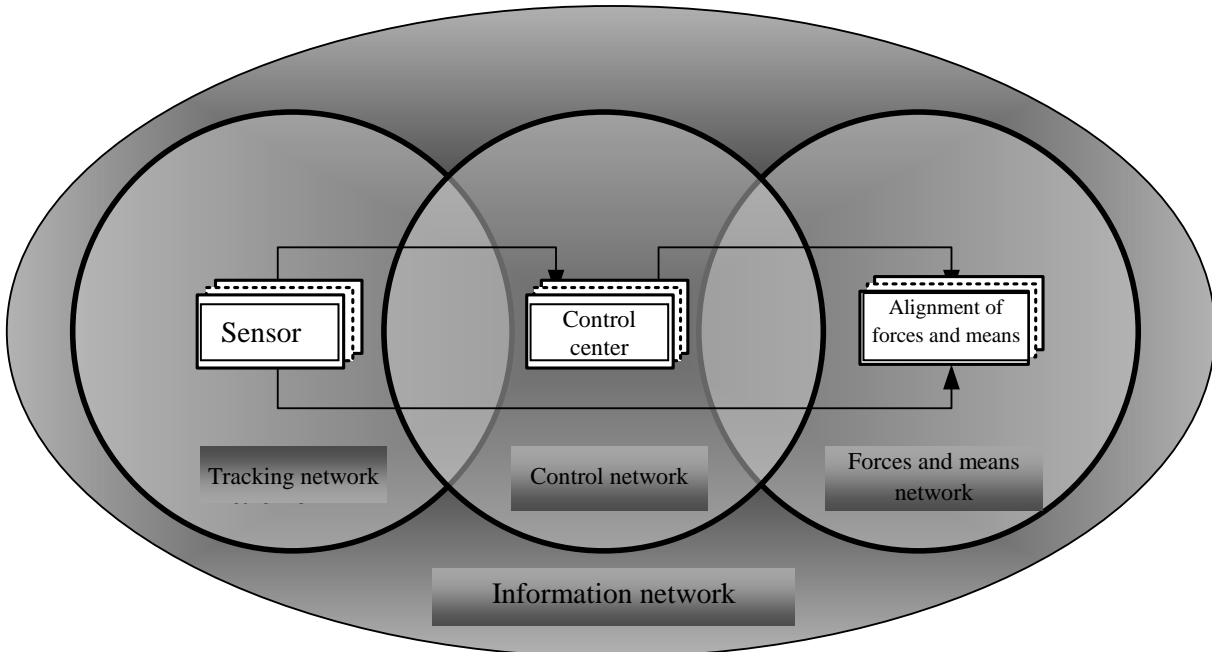 Sensor
Control
center
Alignment of
forces and means
Tracking network
Control network
Forces and means
network
Information network